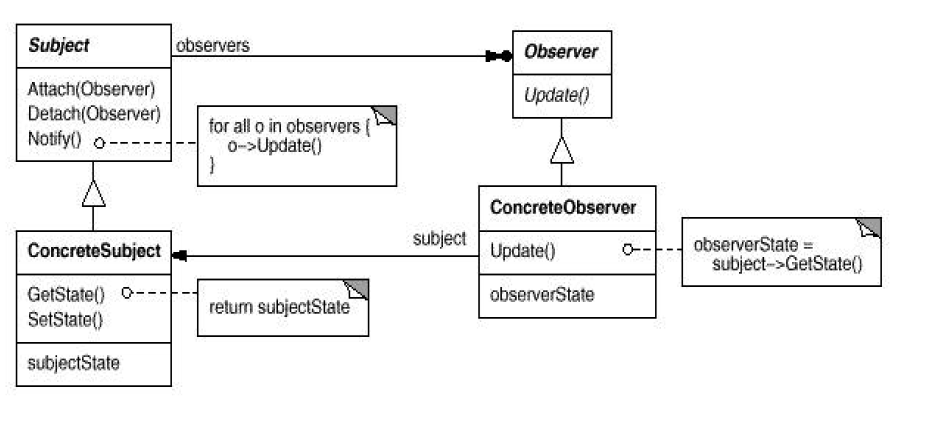 Subject
observers
Observer
Attach(Observer)
Detach(Observer)
Notify()
Update()
for all o in observers {
o->Update()
}
ConcreteSubject
subject
ConcreteObserver
GetState()
SetState()
subjectState
return subjectState
Update()
observerState
observerState =
subject->GetState()